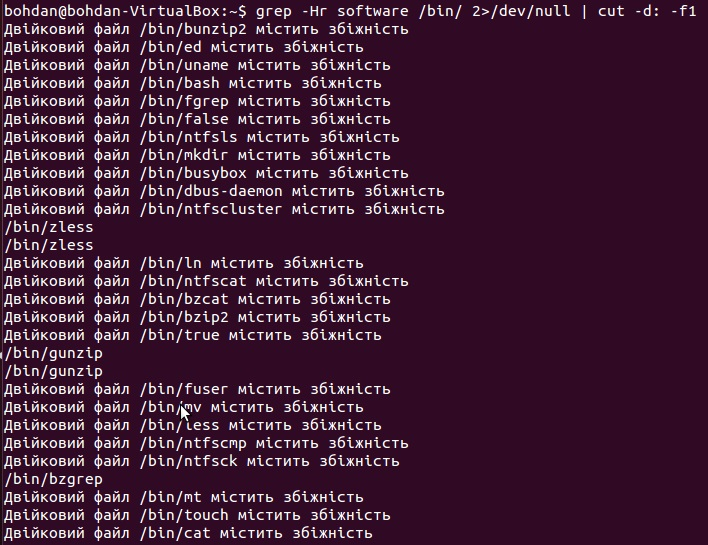 bohdan@bohdan-VirtualBox:~$ grep -Hr software /bin/ 2>/dev/null | cut -d: -f1
Двійковий файл /bin/bunzip2 містить збіжність
Двійковий файл /bin/ed містить збіжність
Двійковий файл /bin/uname містить збіжність
Двійковий файл /bin/bash містить збіжність
Двійковий файл /bin/fgrep містить збіжність
Двійковий файл /bin/false містить збіжність
Двійковий файл /bin/ntfsls містить збіжність
Двійковий файл /bin/mkdir містить збіжність
Двійковий файл /bin/busybox містить збіжність
Двійковий файл /bin/dbus-daemon містить збіжність
Двійковий файл /bin/ntfscluster містить збіжність
/bin/zless
/bin/zless
Двійковий файл /bin/ln містить збіжність
Двійковий файл /bin/ntfscat містить збіжність
Двійковий файл /bin/bzcat містить збіжність
Двійковий файл /bin/bzip2 містить збіжність
Двійковий файл /bin/true містить збіжність
/bin/gunzip
/bin/gunzip
Двійковий файл /bin/fuser містить збіжність
Двійковий файл /bin/mv містить збіжність
Двійковий файл /bin/less містить збіжність
Двійковий файл /bin/ntfscmp містить збіжність
Двійковий файл /bin/ntfsck містить збіжність
/bin/bzgrep
Двійковий файл /bin/mt містить збіжність
Двійковий файл /bin/touch містить збіжність
Двійковий файл /bin/cat містить збіжність